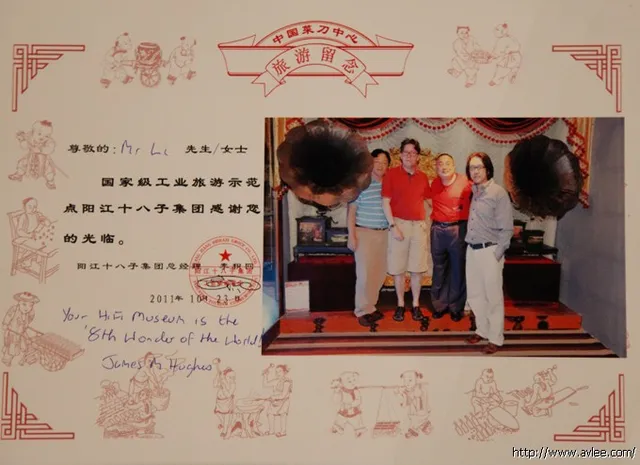 中国菜刀中心
旅游留念
尊敬的:Mr Li 先生/女士
国家级工业旅游示范
点阳江十八子集团感谢您
的光临。
阳江十八子集团总经理
2011年 10月 23日
Your Hifi Museum is the
"8th Wonder of the World!"
James M. Hughes
http://www.avlee.com/